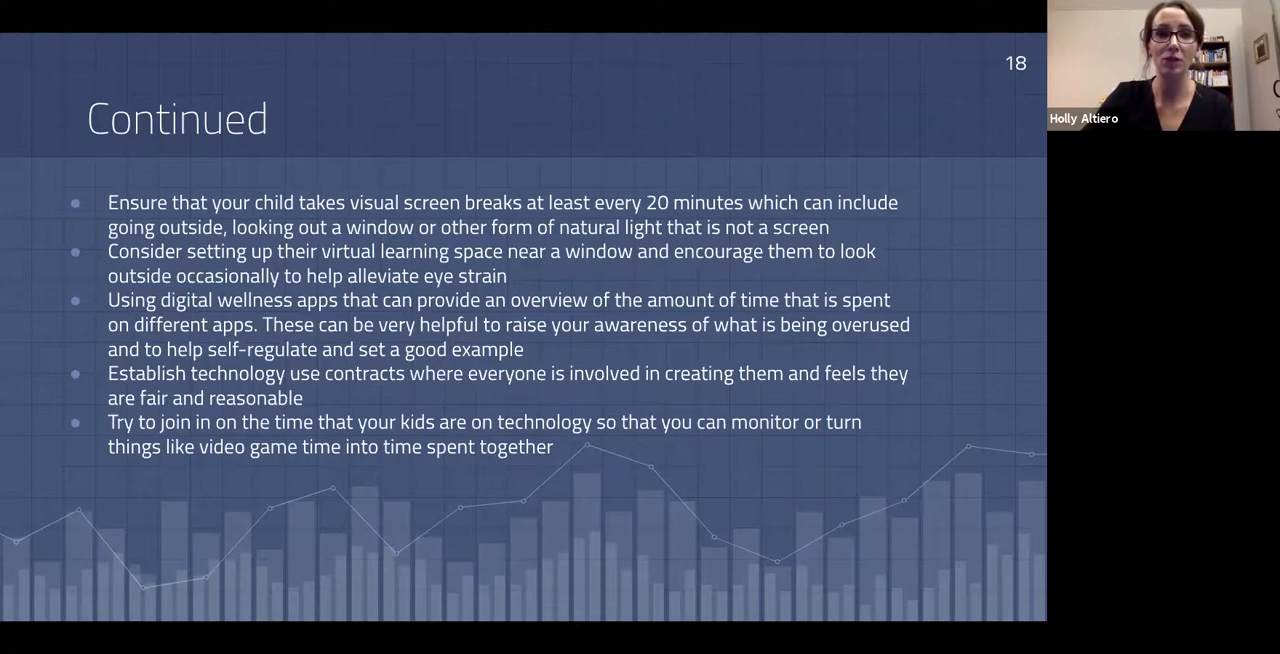 18
Continued
Ensure that your child takes visual screen breaks at least every 20 minutes which can include
going outside, looking out a window or other form of natural light that is not a screen
Consider setting up their virtual learning space near a window and encourage them to look
outside occasionally to help alleviate eye strain
Using digital wellness apps that can provide an overview of the amount of time that is spent
on different apps. These can be very helpful to raise your awareness of what is being overused
and to help self-regulate and set a good example
Establish technology use contracts where everyone is involved in creating them and feels they
are fair and reasonable
Try to join in on the time that your kids are on technology so that you can monitor or turn
things like video game time into time spent together
Holly Altiero